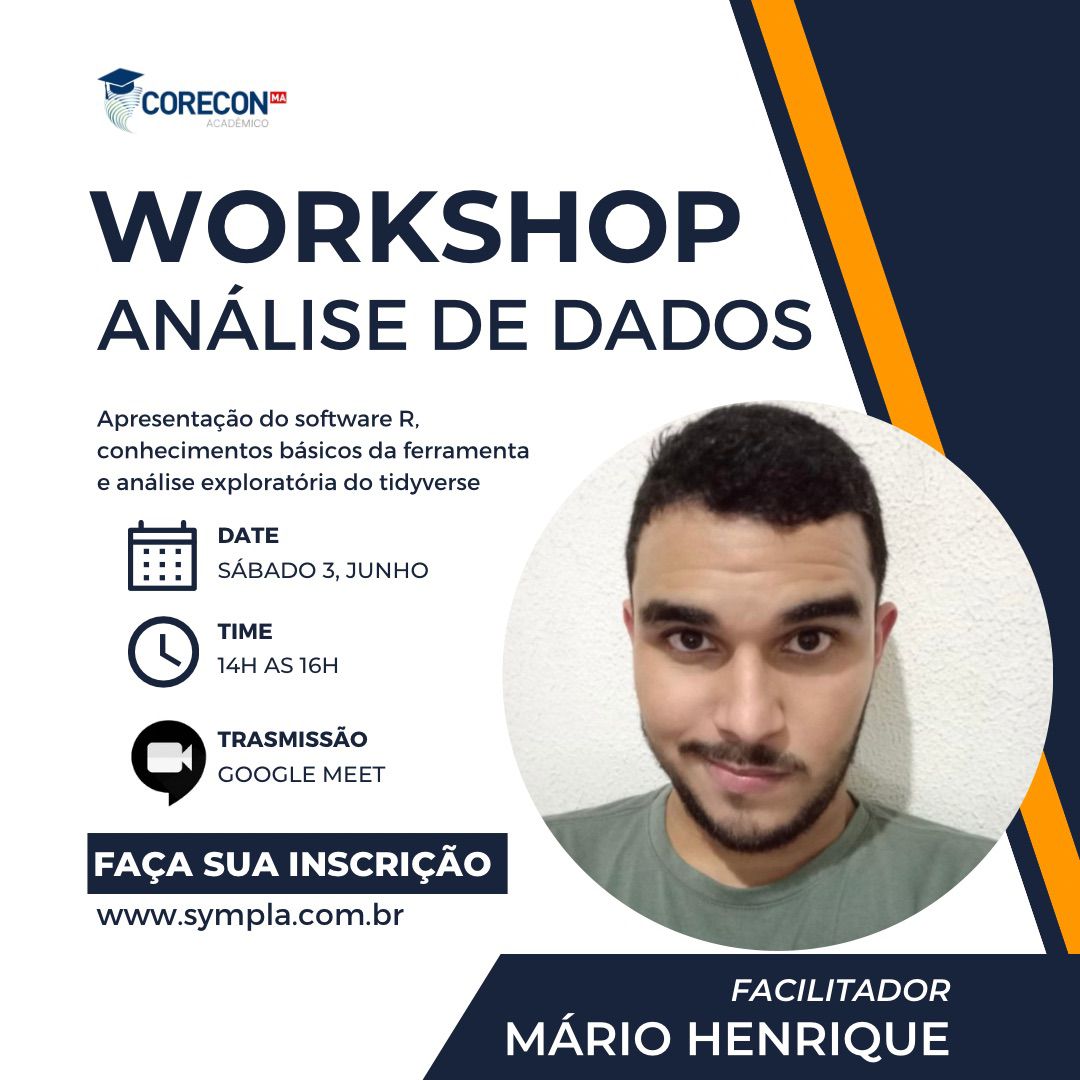 CORECON MA
ACADÊMICO
WORKSHOP
ANÁLISE DE DADOS
Apresentação do software R,
conhecimentos básicos da ferramenta
e análise exploratória do tidyverse
DATE
SÁBADO 3, JUNHO
TIME
14H AS 16H
TRASMISSÃO
GOOGLE MEET
FAÇA SUA INSCRIÇÃO
www.sympla.com.br
FACILITADOR
MÁRIO HENRIQUE